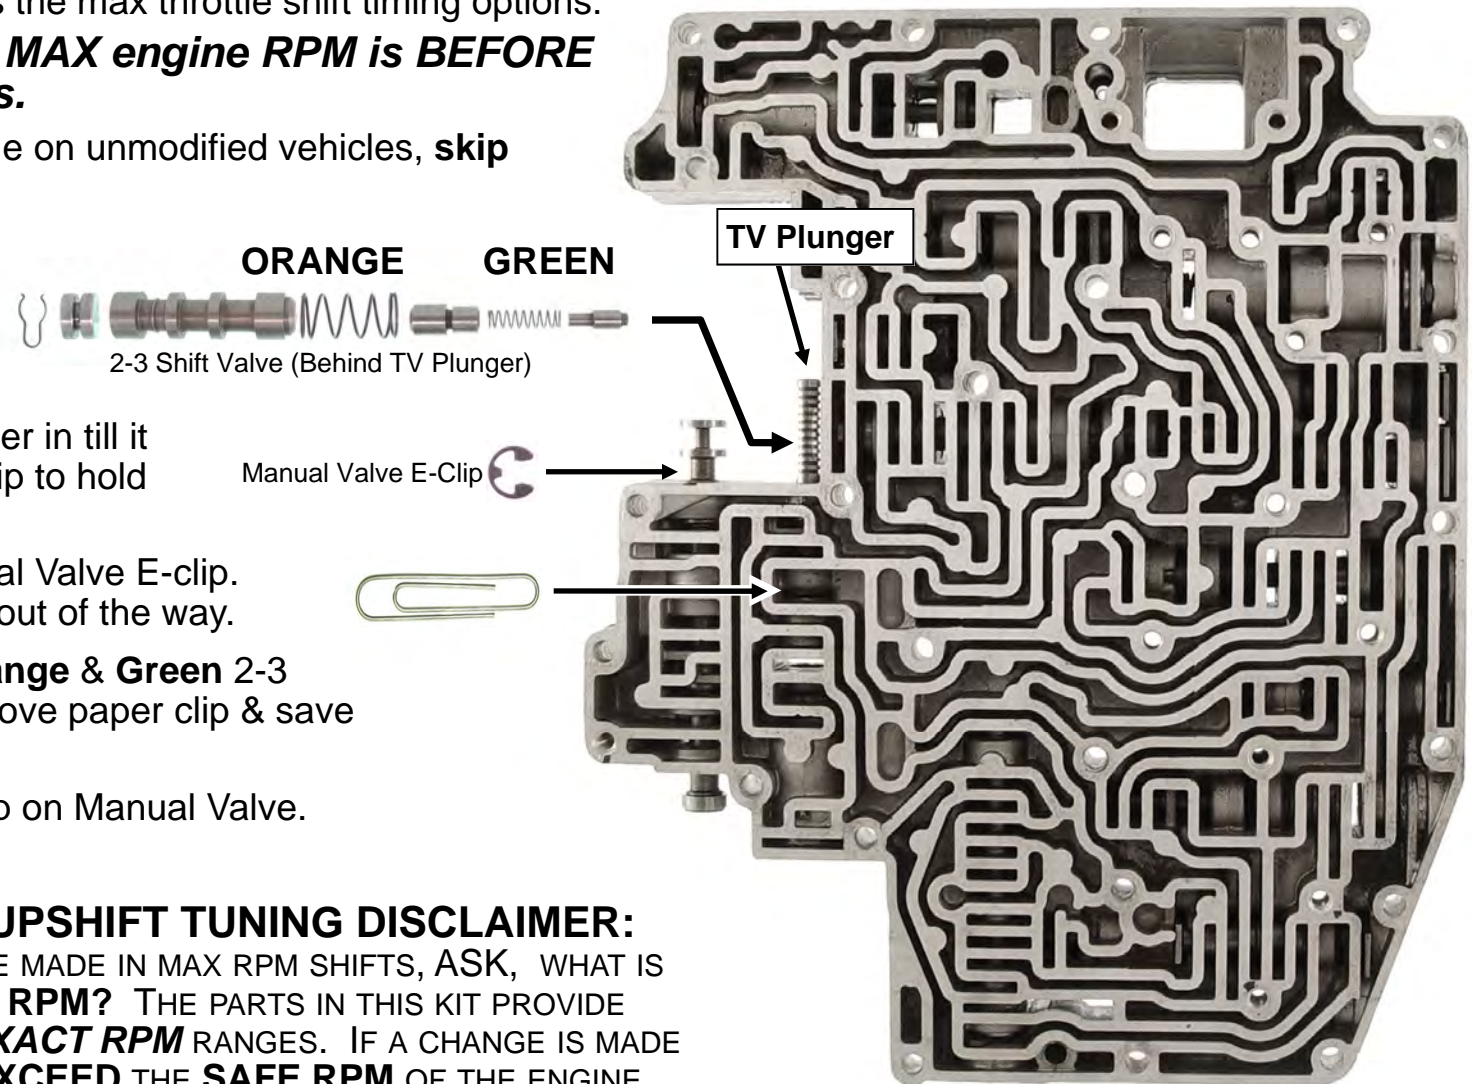 s the max throttle shift timing options.
MAX engine RPM is BEFORE
s.
e on unmodified vehicles, skip
TV Plunger
ORANGE GREEN
2-3 Shift Valve (Behind TV Plunger)
er in till it
ip to hold
Manual Valve E-Clip
al Valve E-clip.
out of the way.
ange & Green 2-3
ove paper clip & save
o on Manual Valve.
UPSHIFT TUNING DISCLAIMER:
E MADE IN MAX RPM SHIFTS, ASK, WHAT IS
RPM? THE PARTS IN THIS KIT PROVIDE
XACT RPM RANGES. IF A CHANGE IS MADE
XCEED THE SAFE RPM OF THE ENGINE